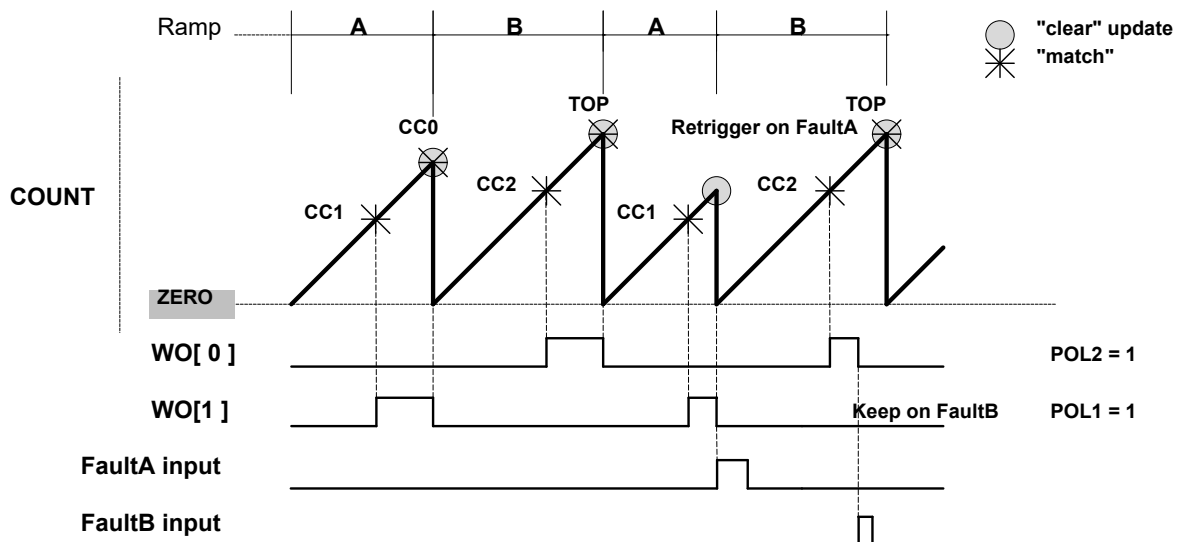 Ramp A B A B
"clear" update
"match"
TOP TOP
CC0 Retrigger on FaultA
COUNT
CC1 CC2 CC1 CC2
ZERO
WO[ 0 ] POL2 = 1
WO[1 ] Keep on FaultB POL1 = 1
FaultA input
FaultB input